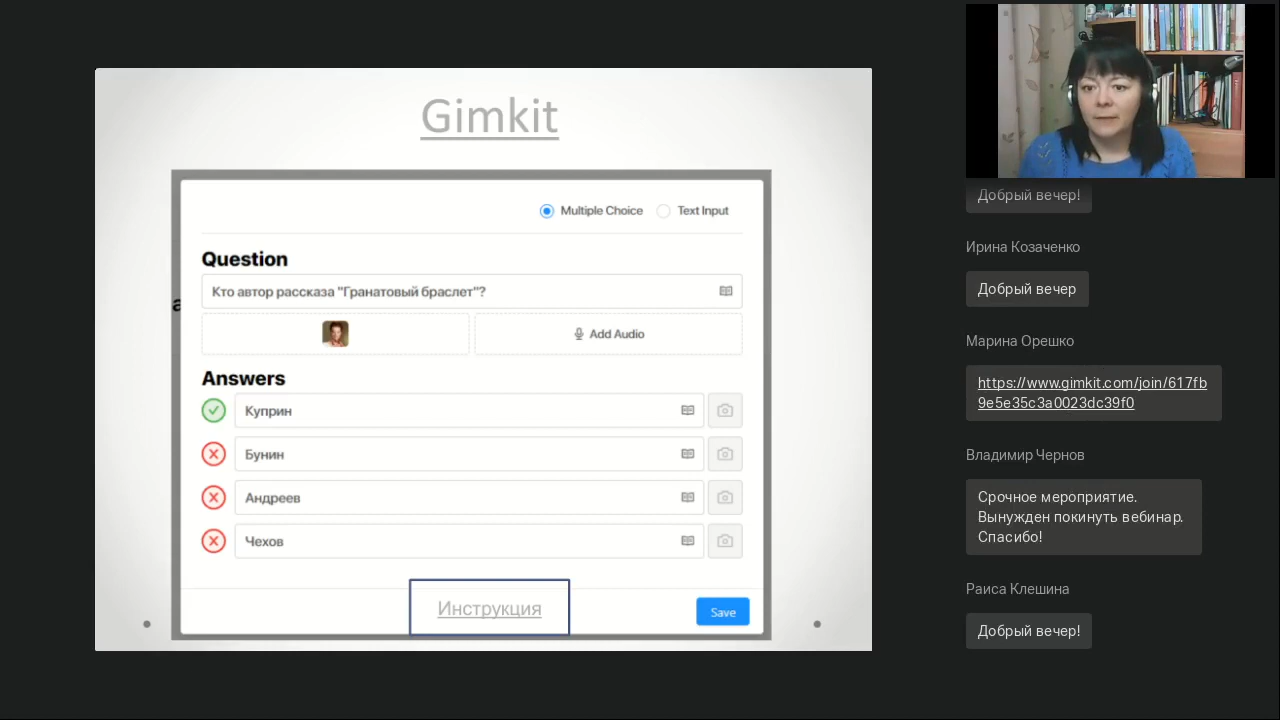 Gimkit
Multiple Choice
Text Input
Question
Кто автор рассказа "Гранатовый браслет"?
Add Audio
Answers
Куприн
Бунин
Андреев
Чехов
Инструкция
Save
Добрый вечер!
Ирина Козаченко
Добрый вечер
Марина Орешко
https://www.gimkit.com/join/617fb
9e5e35c3a0023dc39f0
Владимир Чернов
Срочное мероприятие.
Вынужден покинуть вебинар.
Спасибо!
Раиса Клешина
Добрый вечер!